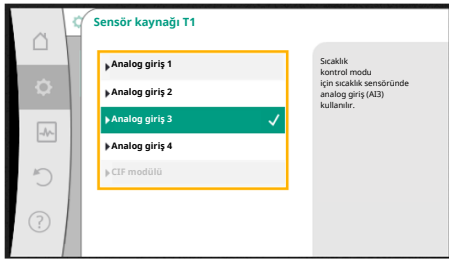 Sensör kaynağı T1
Analog giriş 1
Analog giriş 2
Analog giriş 3
Analog giriş 4
CIF modülü
Sıcaklık
kontrol modu
için sıcaklık sensöründe
analog giriş (AI3)
kullanılır.